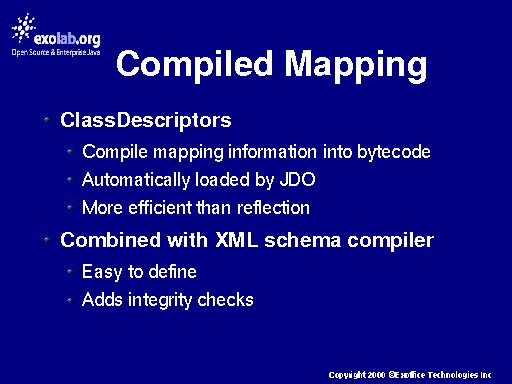 exolab.org
Open Source & Enterprise Java
Compiled Mapping
ClassDescriptors
Compile mapping information into bytecode
Automatically loaded by JDO
More efficient than reflection
Combined with XML schema compiler
Easy to define
Adds integrity checks
Copyright 2000 ©Exoffice Technologies Inc